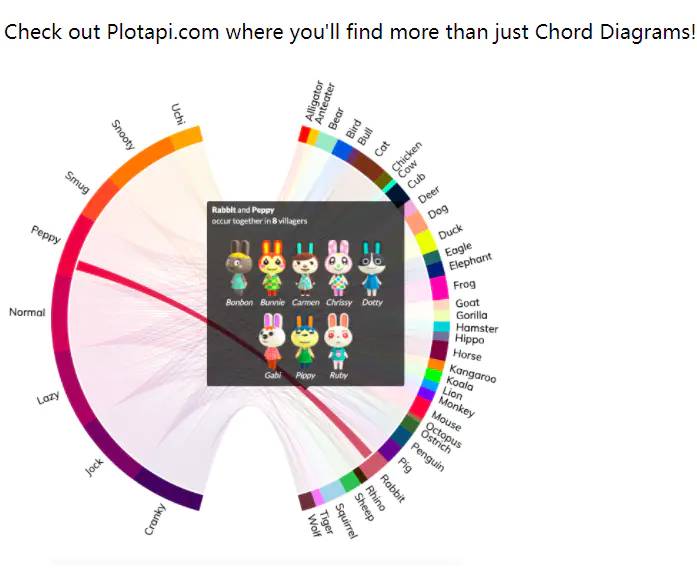 Check out Plotapi.com where you'll find more than just Chord Diagrams!
Uchi
Snooty
Smug
Peppy
Normal
Lazy
Jock
Cranky
Alligator
Anteater
Bear
Bird
Bull
Cat
Chicken
Cow
Cub
Deer
Dog
Duck
Eagle
Elephant
Frog
Goat
Gorilla
Hamster
Hippo
Horse
Kangaroo
Koala
Lion
Monkey
Mouse
Octopus
Ostrich
Penguin
Pig
Rabbit
Rhino
Sheep
Squirrel
Tiger
Wolf
Rabbit and Peppy
occur together in 8 villagers
Bonbon Bunnie Carmen Chrissy Dotty
Gabi Pippy Ruby